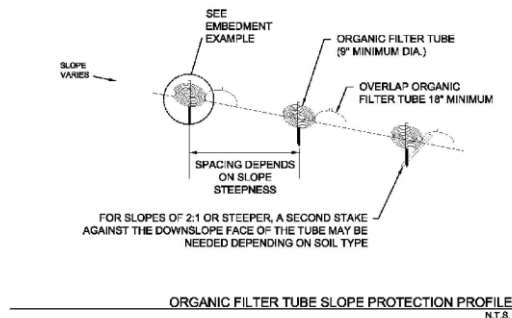 SEE
EMBEDMENT
EXAMPLE
ORGANIC FILTER TUBE
(9" MINIMUM DIA.)
SLOPE
VARIES
OVERLAP ORGANIC
FILTER TUBE 18" MINIMUM
SPACING DEPENDS
ON SLOPE
STEEPNESS
FOR SLOPES OF 2:1 OR STEEPER, A SECOND STAKE
AGAINST THE DOWNSLOPE FACE OF THE TUBE MAY BE
NEEDED DEPENDING ON SOIL TYPE
ORGANIC FILTER TUBE SLOPE PROTECTION PROFILE
N.T.S.